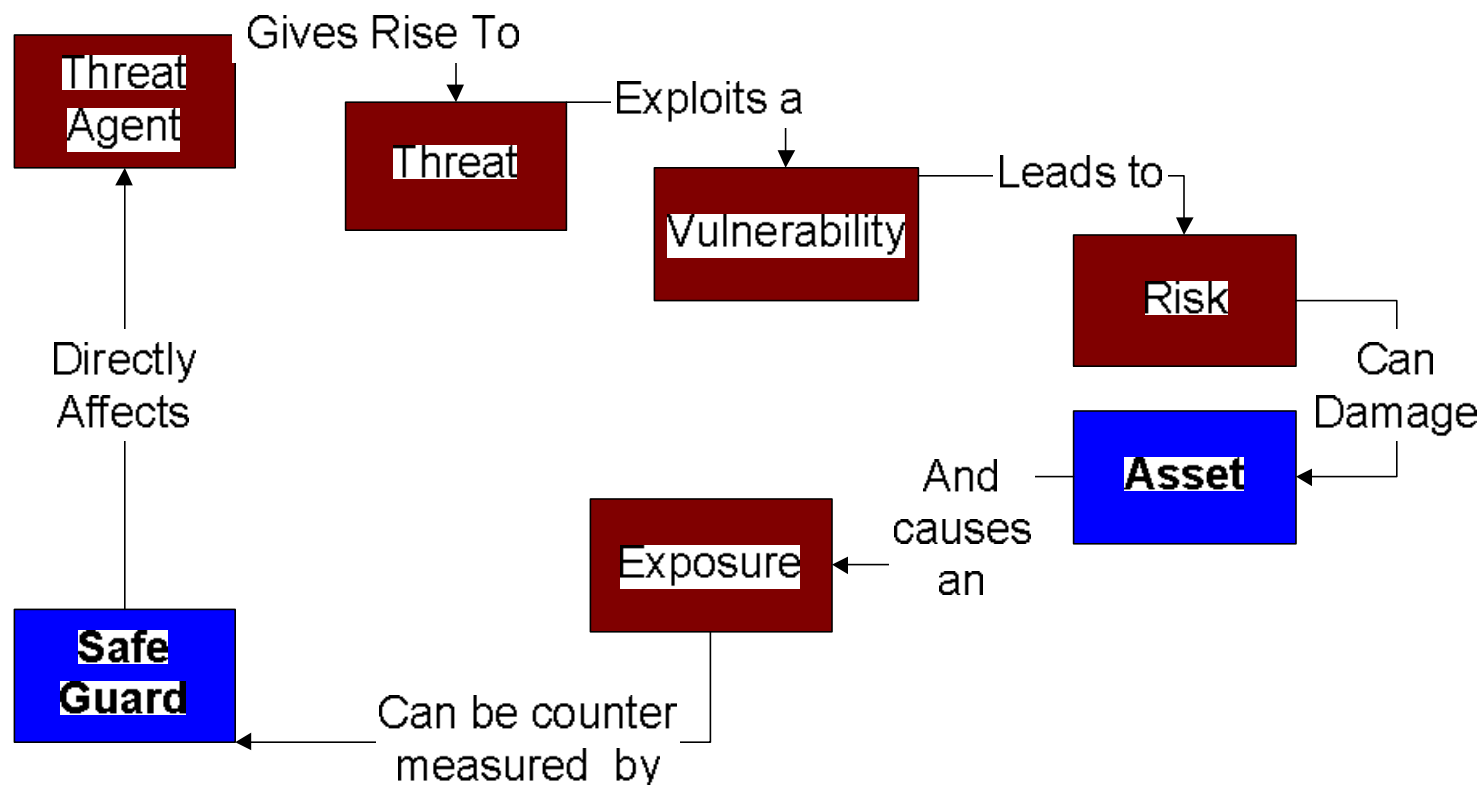 Gives Rise To
Threat
Agent
Exploits a
Threat
Leads to
Vulnerability
Risk
Directly
Affects
Can
Damage
Asset
And
causes
an
Exposure
Safe
Guard
Can be counter
measured by